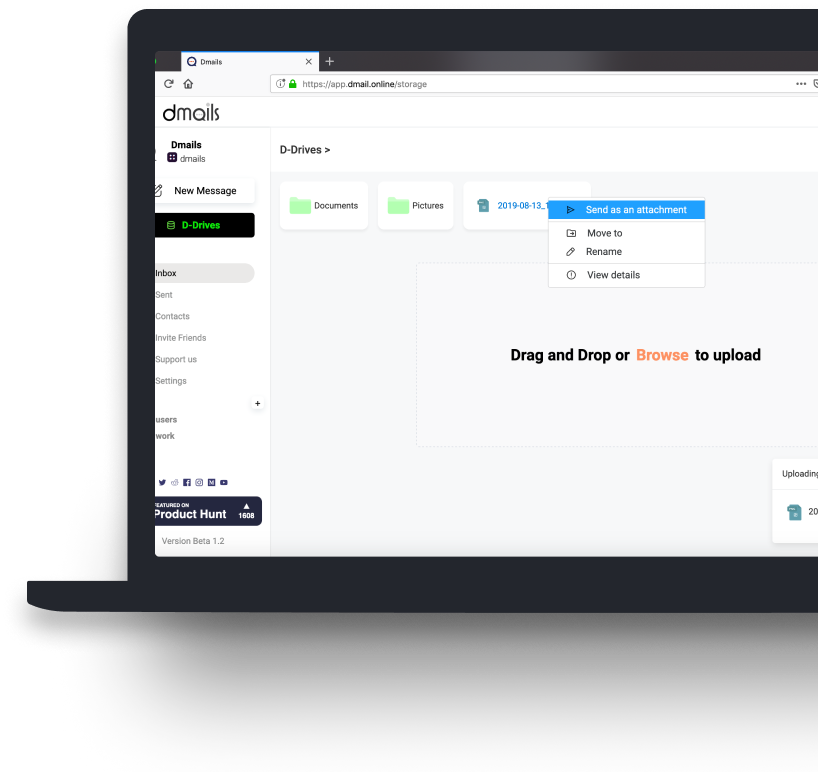 Dmails
https://app.dmail.online/storage
dmails
Dmails
dmails
D-Drives >
New Message
D-Drives
Documents
Pictures
2019-08-13_1
Send as an attachment
Move to
Rename
View details
Inbox
Sent
Contacts
Invite Friends
Support us
Settings
+
users
work
Drag and Drop or Browse to upload
FEATURED ON
Product Hunt
1608
Version Beta 1.2
Uploading
20